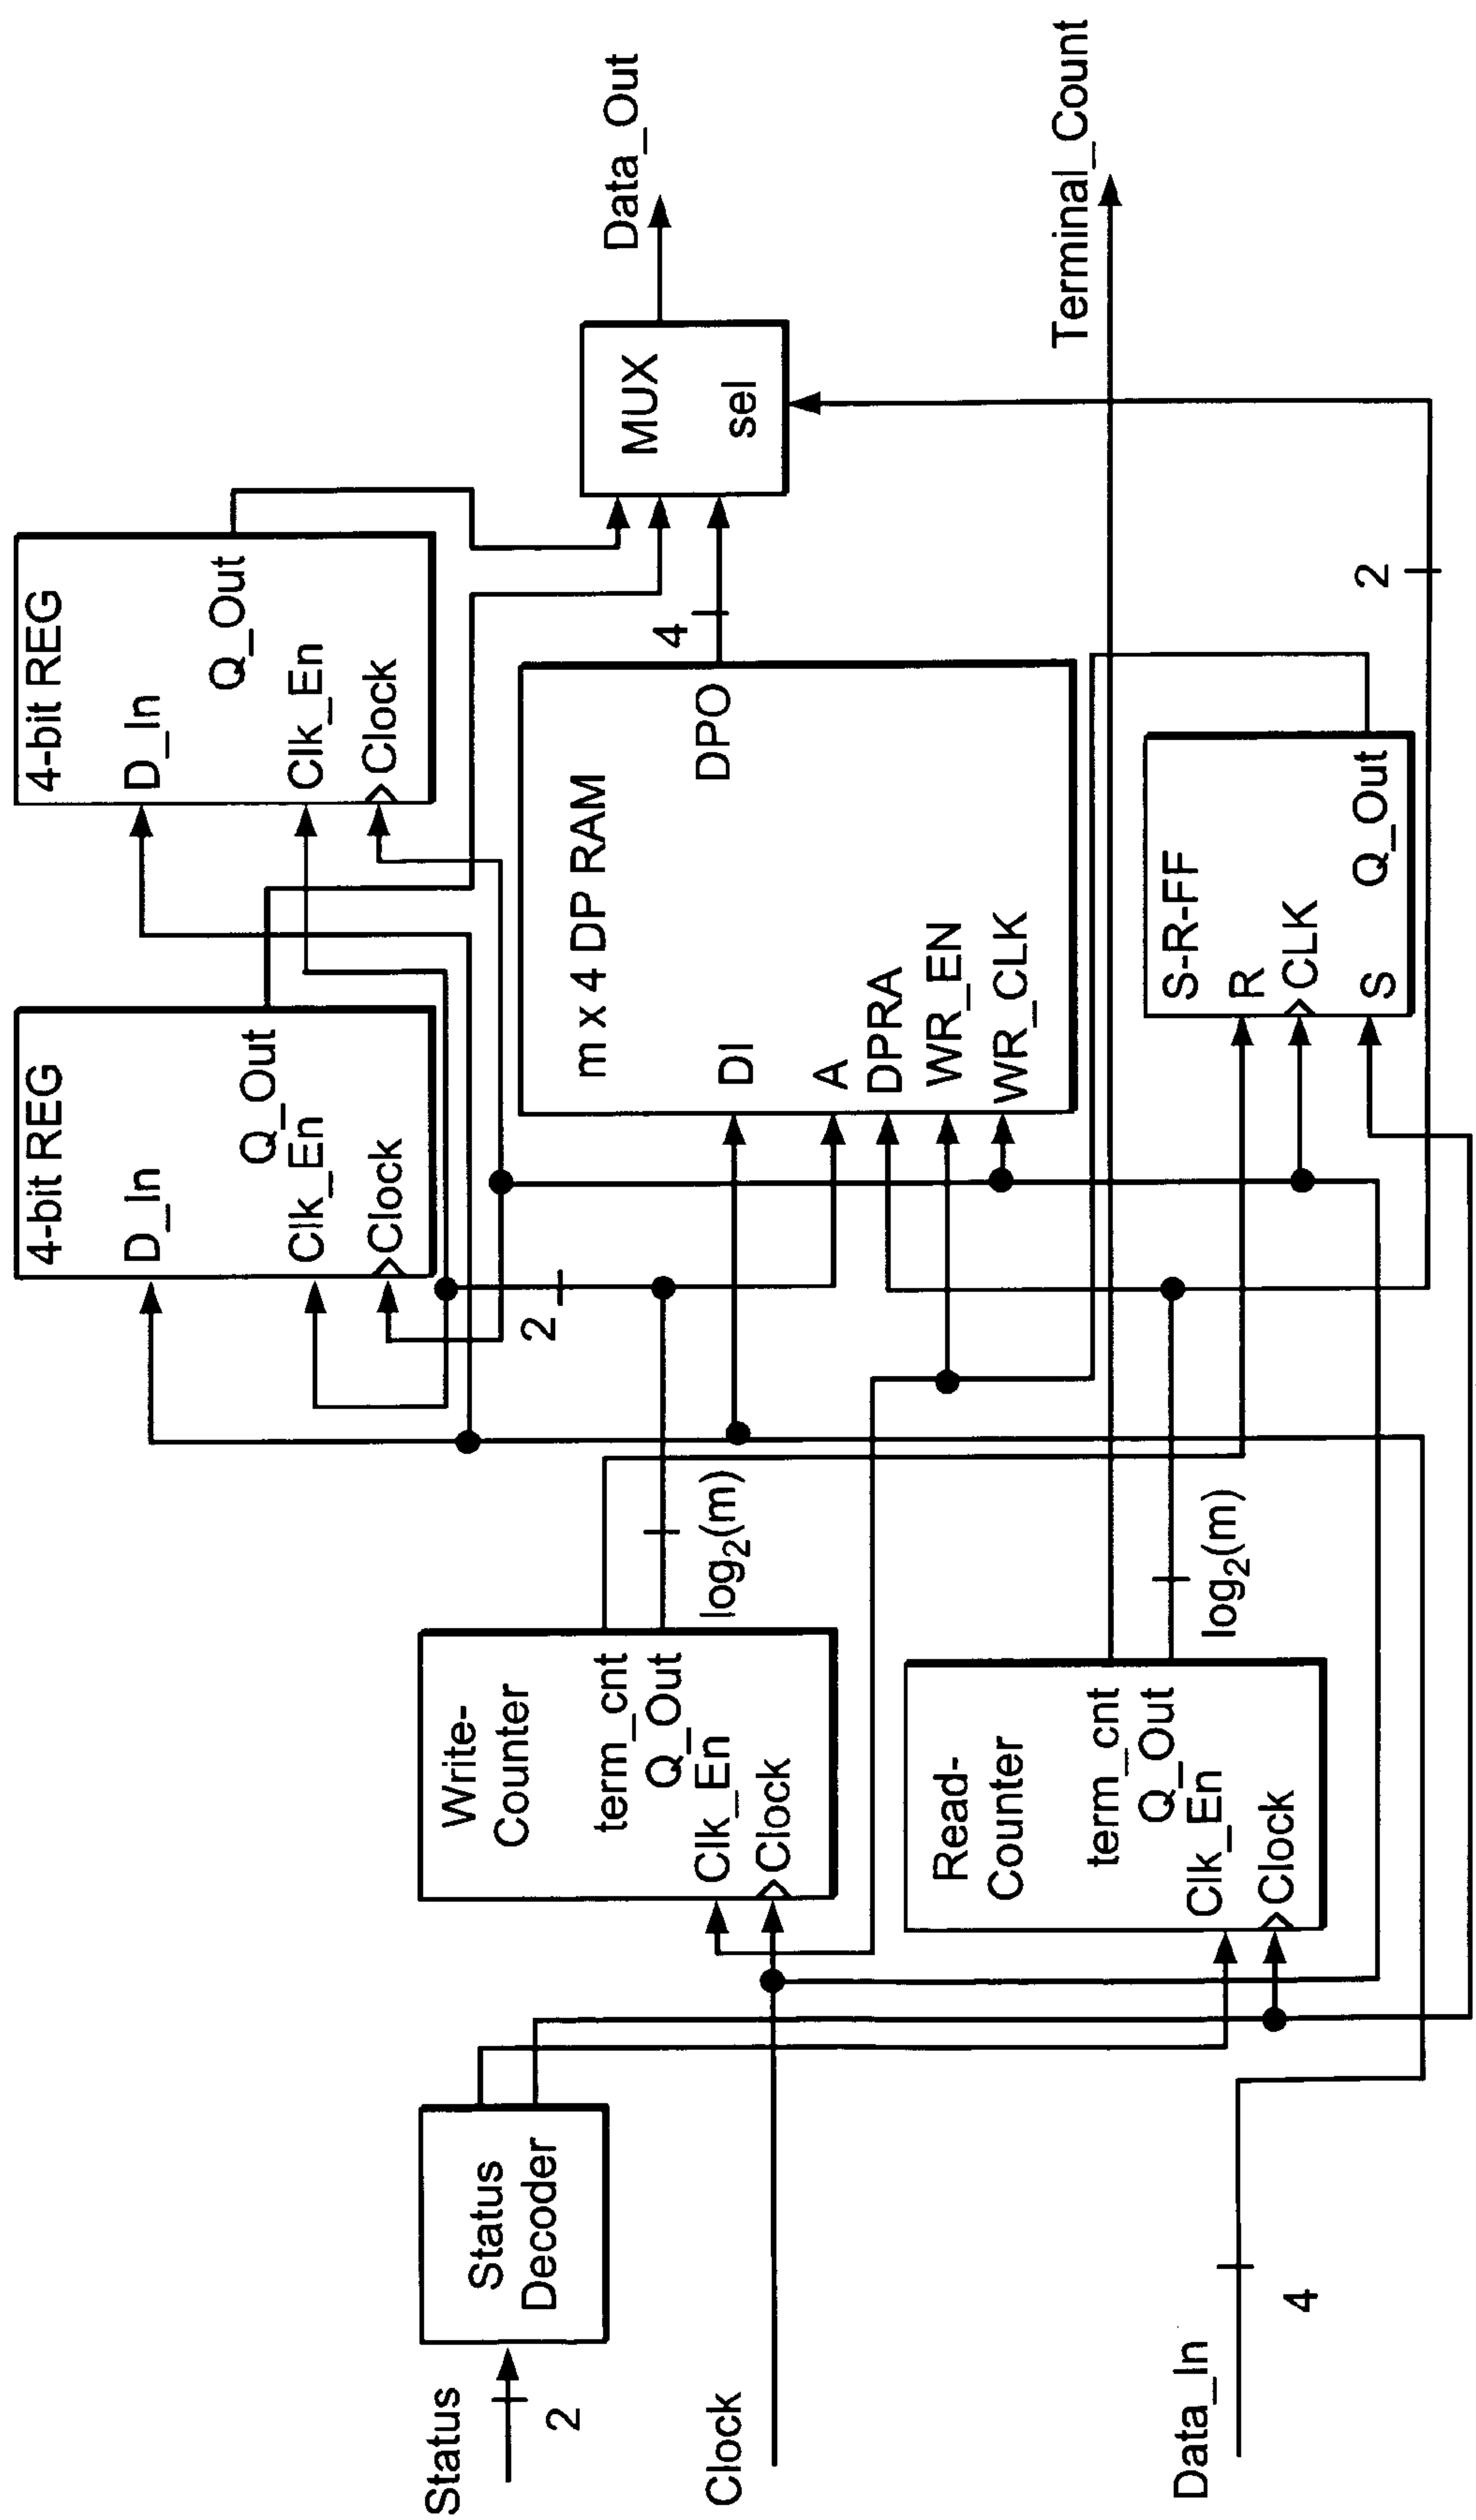 Status
2
Status
Decoder
Clock
Data_In
4
Write-
Counter
term_cnt
Q_Out
Clk_En
Clock
log2(m)
Read-
Counter
term_cnt
Q_Out
Clk_En
Clock
log2(m)
4-bit REG
D_In
Q_Out
Clk_En
Clock
2
4-bit REG
D_In
Q_Out
Clk_En
Clock
m x 4 DP RAM
DI
DPO
A
DPRA
WR_EN
WR_CLK
4
S-R-FF
R
CLK
S
Q_Out
2
MUX
sel
Data_Out
Terminal_Count